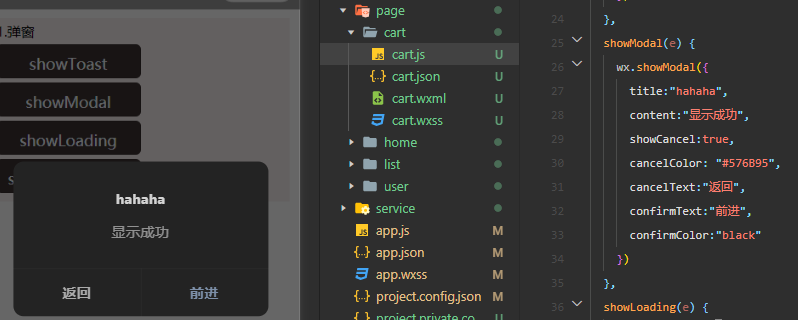 .弹窗
showToast
showModal
showLoading
hahaha
显示成功
返回
前进
page
cart
cart.js U
cart.json U
cart.wxml U
cart.wxss U
home
list
user
service
app.js M
app.json M
app.wxss M
project.config.json M
project.private.co...
24 },
25 showModal(e) {
26 wx.showModal({
27 title:"hahaha",
28 content:"显示成功",
29 showCancel:true,
30 cancelColor: "#576B95",
31 cancelText:"返回",
32 confirmText:"前进",
33 confirmColor:"black"
34 })
35 },
36 showLoading(e) {